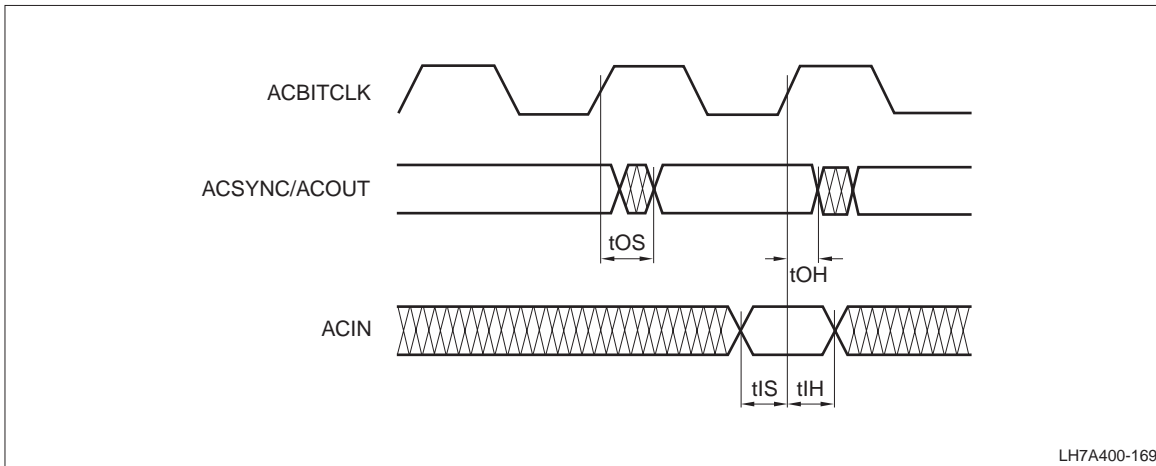 ACBITCLK
ACSYNC/ACOUT
tOS
tOH
ACIN
tIS
tIH
LH7A400-169